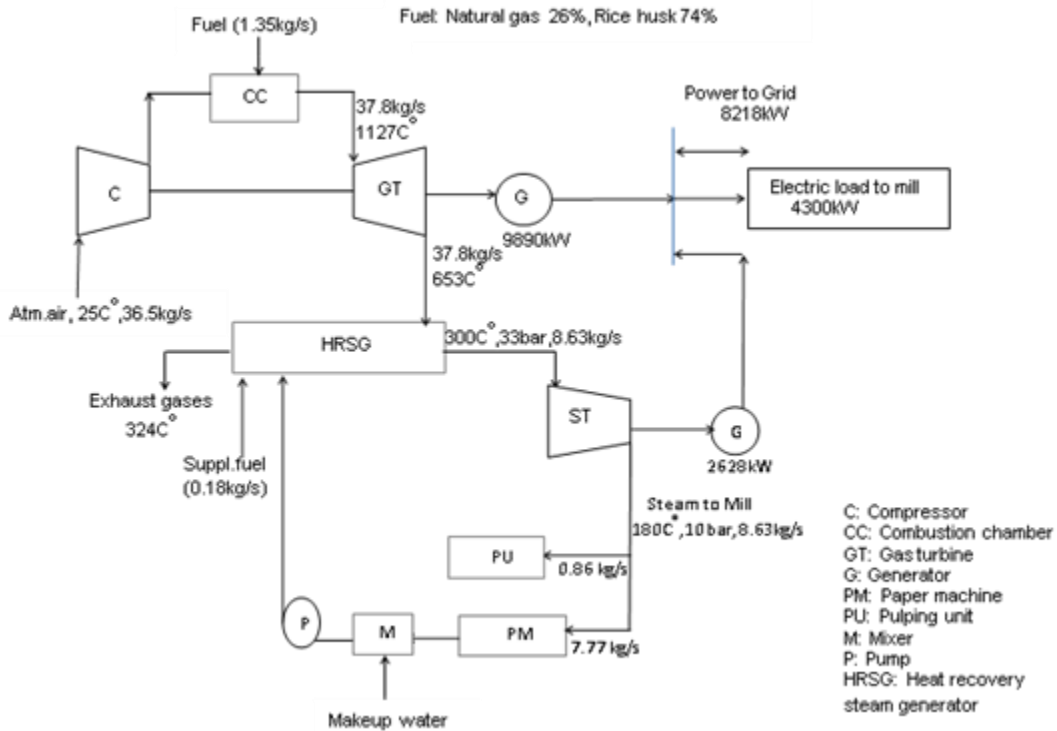 Fuel: Natural gas 26%, Rice husk 74%
Fuel (1.35kg/s)
CC
37.8kg/s
1127C°
Power to Grid
8218kW
C
GT
G
9890kW
Electric load to mill
4300kW
37.8kg/s
653C°
Atm.air, 25C°,36.5kg/s
HRSG
300C°,33bar,8.63kg/s
Exhaust gases
324C°
ST
G
2628kW
Suppl.fuel
(0.18kg/s)
Steam to Mill
180C°,10bar,8.63kg/s
PU
0.86 kg/s
P
M
PM
7.77 kg/s
Makeup water
C: Compressor
CC: Combustion chamber
GT: Gas turbine
G: Generator
PM: Paper machine
PU: Pulping unit
M: Mixer
P: Pump
HRSG: Heat recovery
steam generator